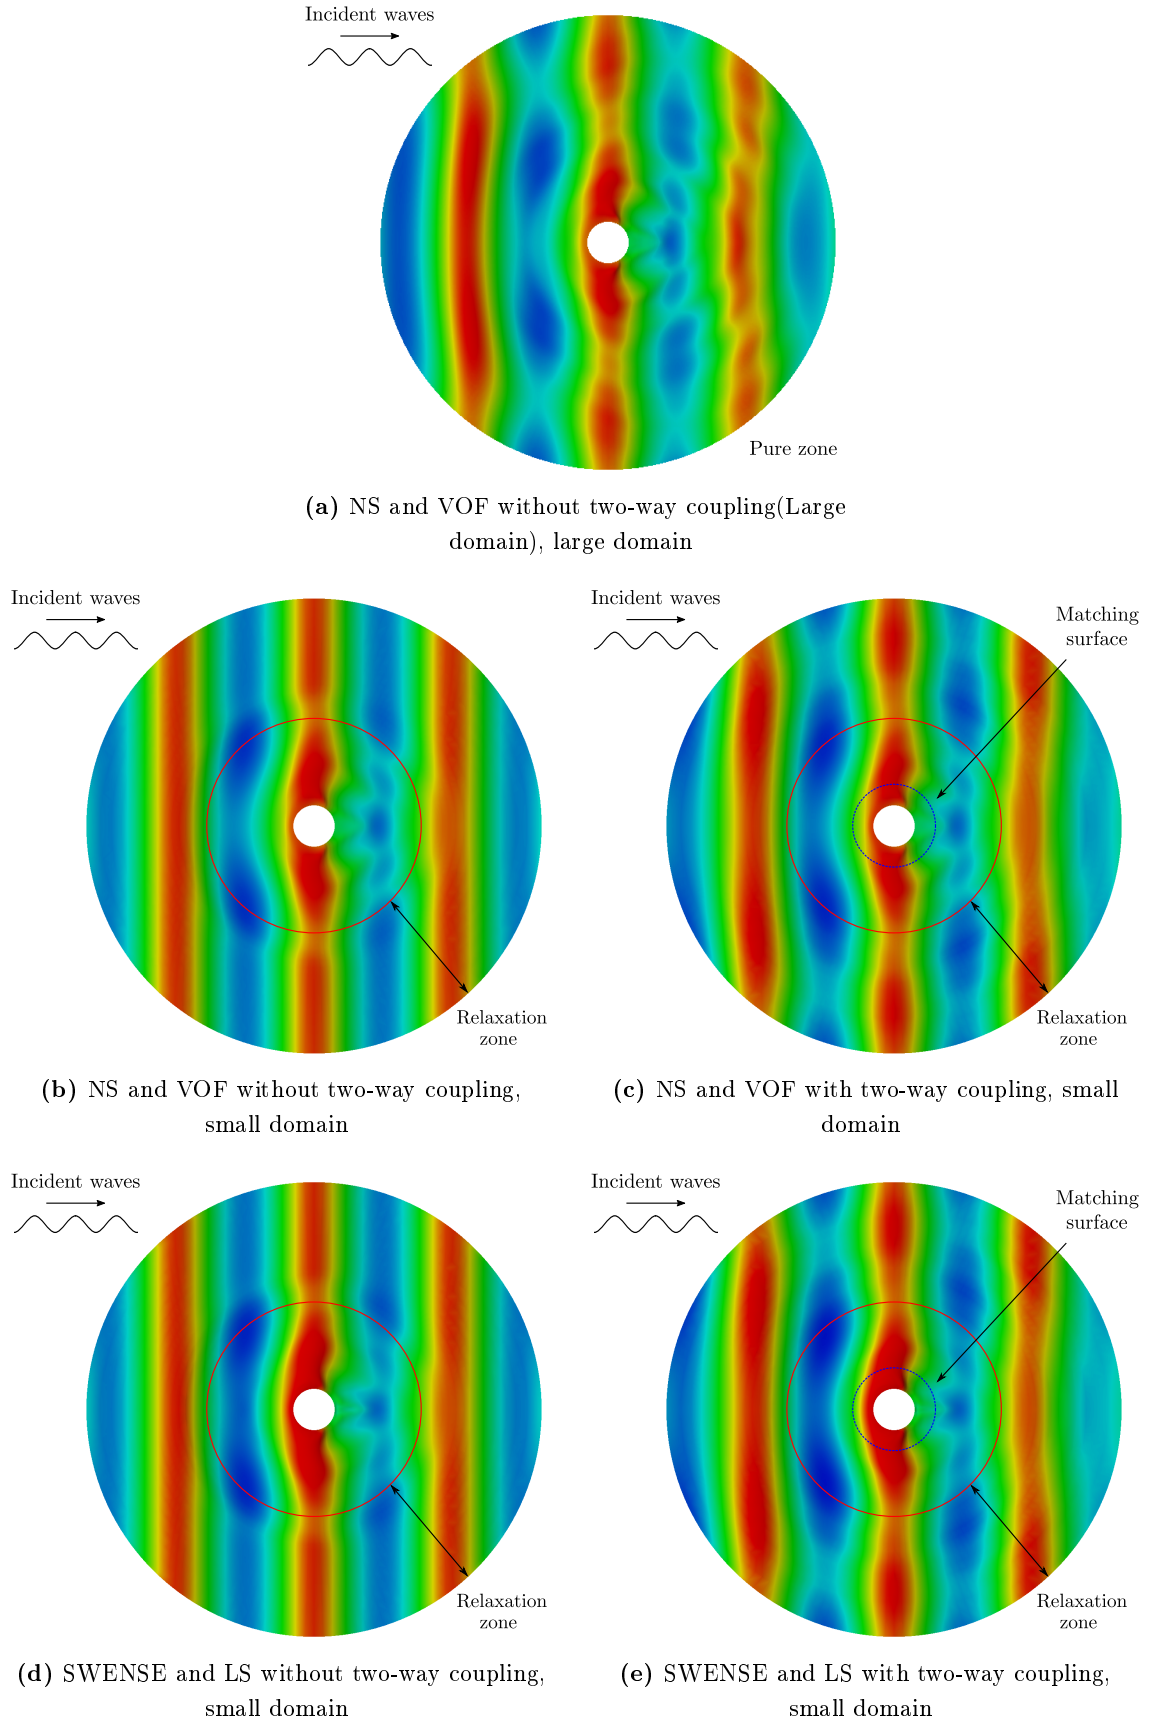 Incident waves
Pure zone
(a) NS and VOF without two-way coupling(Large
domain), large domain
Incident waves
Relaxation
zone
(b) NS and VOF without two-way coupling,
small domain
Incident waves
Matching
surface
Relaxation
zone
(c) NS and VOF with two-way coupling, small
domain
Incident waves
Relaxation
zone
(d) SWENSE and LS without two-way coupling,
small domain
Incident waves
Matching
surface
Relaxation
zone
(e) SWENSE and LS with two-way coupling,
small domain